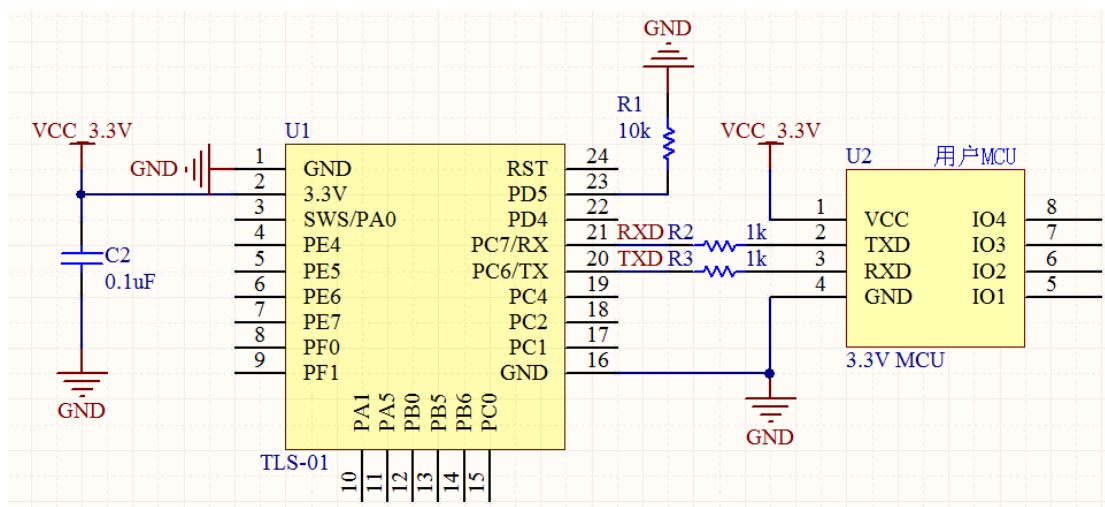 GND
R1
10k
VCC_3.3V
VCC_3.3V
U1
U2
用户MCU
GND
1
GND
RST
24
2
3.3V
PD5
23
3
SWS/PA0
PD4
22
1
VCC
IO4
8
4
PE4
PC7/RX
21
RXD
R2
1k
2
TXD
IO3
7
C2
0.1uF
5
PE5
PC6/TX
20
TXD
R3
1k
3
RXD
IO2
6
6
PE6
PC4
19
4
GND
IO1
5
7
PE7
PC2
18
8
PF0
PC1
17
9
PF1
GND
16
3.3V MCU
GND
GND
PA1
PA5
PB0
PB5
PB6
PC0
TLS-01
10
11
12
13
14
15